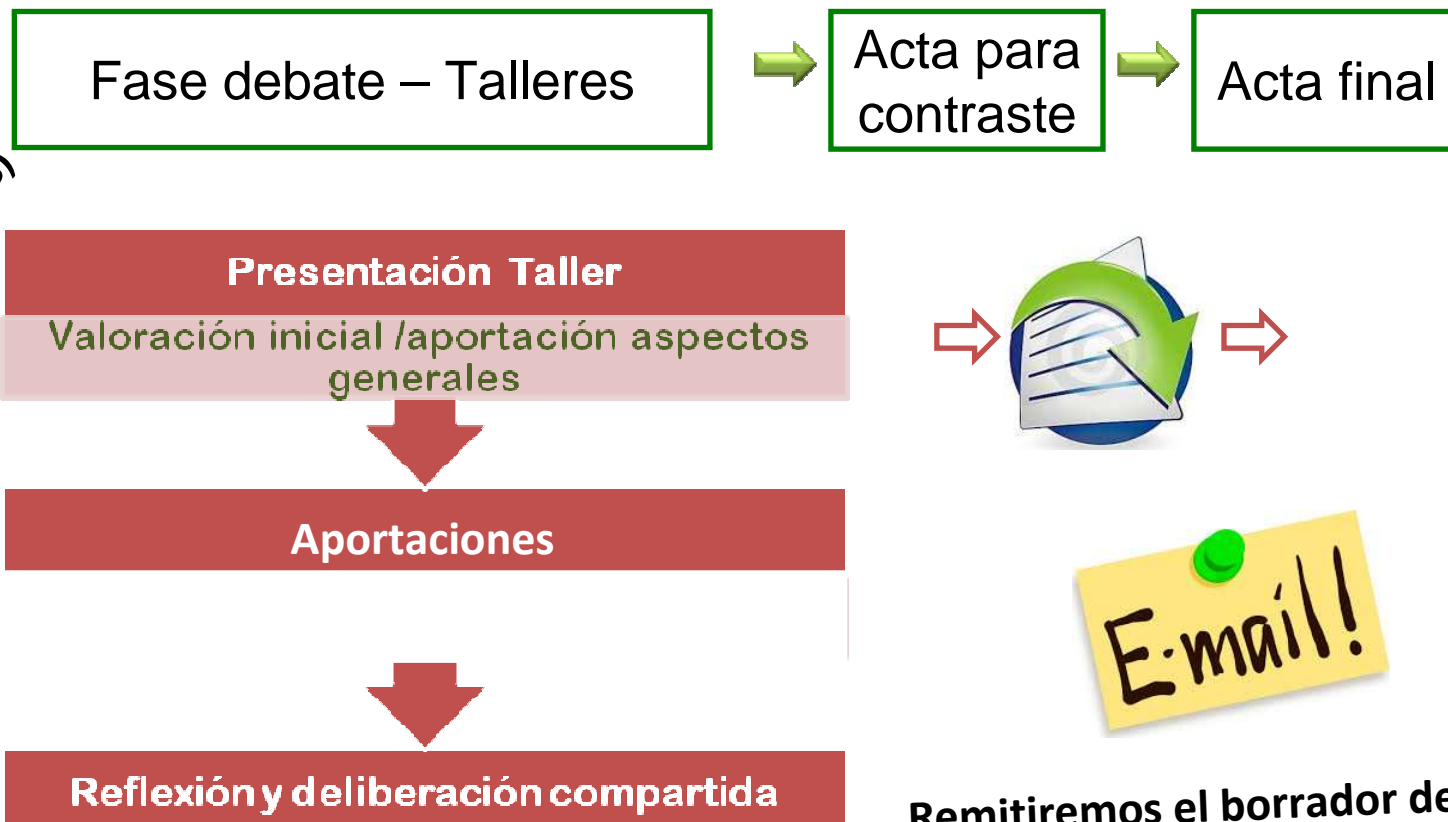 Fase debate – Talleres
Acta para
contraste
Acta final
Presentación Taller
Valoración inicial /aportación aspectos
generales
Aportaciones
E-mail!
Reflexión y deliberación compartida
Remitiremos el borrador de